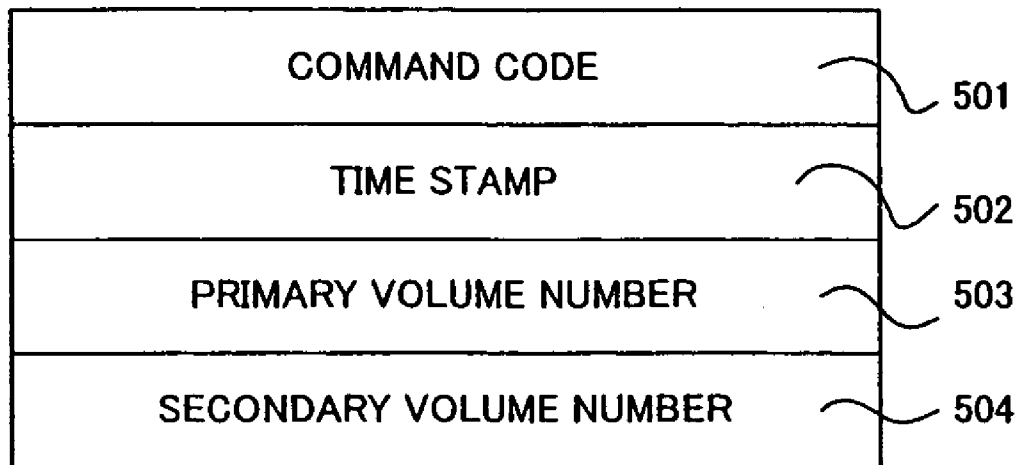 COMMAND CODE
501
TIME STAMP
502
PRIMARY VOLUME NUMBER
503
SECONDARY VOLUME NUMBER
504